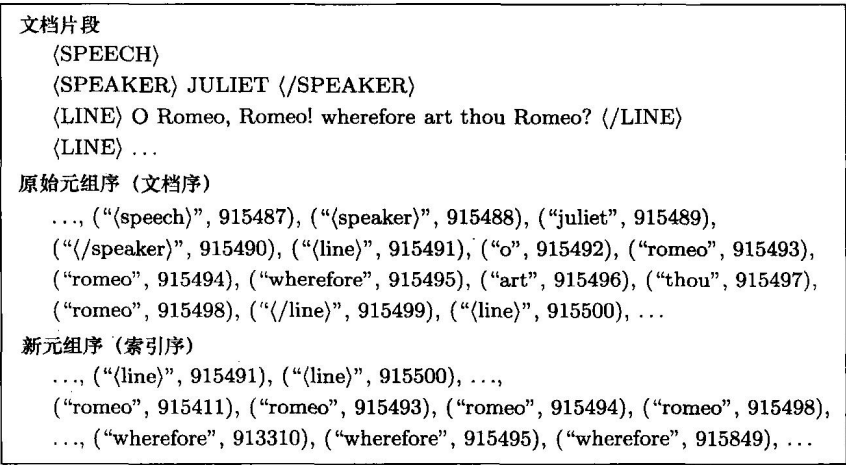 文档片段
⟨SPEECH⟩
⟨SPEAKER⟩ JULIET ⟨/SPEAKER⟩
⟨LINE⟩ O Romeo, Romeo! wherefore art thou Romeo? ⟨/LINE⟩
⟨LINE⟩ ...
原始元组序（文档序）
..., (“⟨speech⟩”, 915487), (“⟨speaker⟩”, 915488), (“juliet”, 915489),
(“⟨/speaker⟩”, 915490), (“⟨line⟩”, 915491), (“o”, 915492), (“romeo”, 915493),
(“romeo”, 915494), (“wherefore”, 915495), (“art”, 915496), (“thou”, 915497),
(“romeo”, 915498), (“⟨/line⟩”, 915499), (“⟨line⟩”, 915500), ...
新元组序（索引序）
..., (“⟨line⟩”, 915491), (“⟨line⟩”, 915500), ...,
(“romeo”, 915411), (“romeo”, 915493), (“romeo”, 915494), (“romeo”, 915498),
..., (“wherefore”, 913310), (“wherefore”, 915495), (“wherefore”, 915849), ...